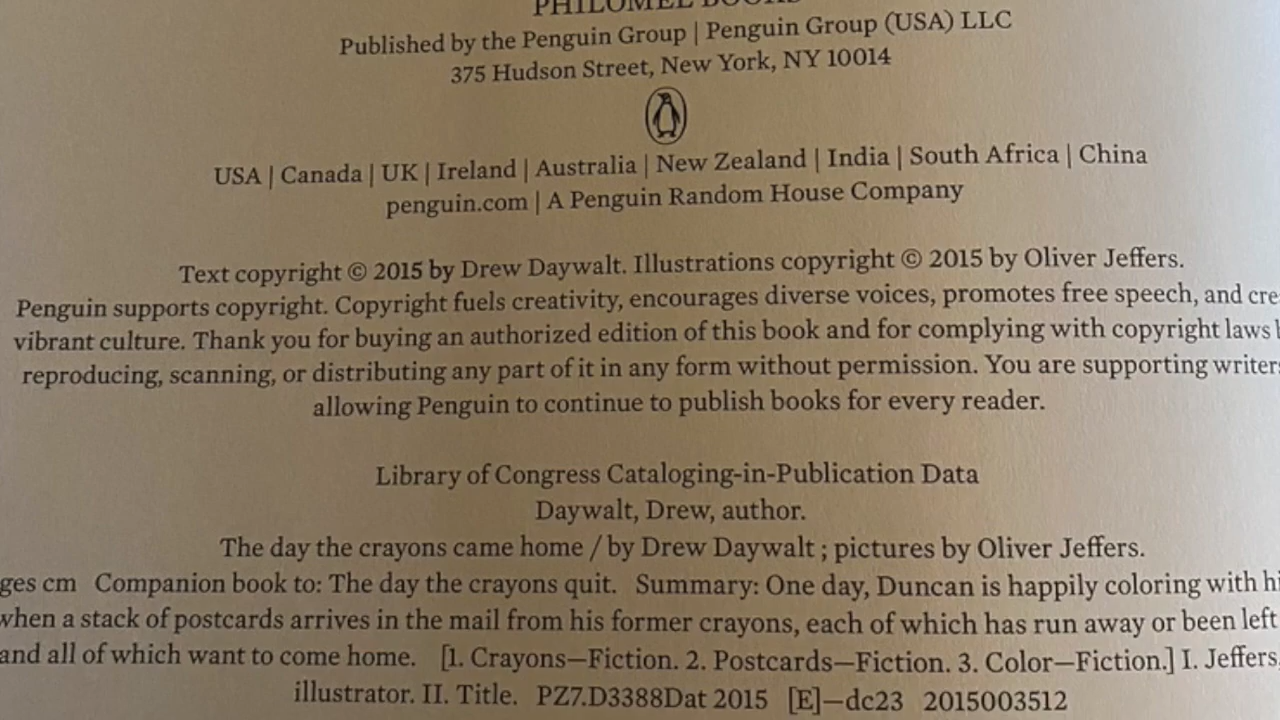 PHILOMEL BOOKS
Published by the Penguin Group | Penguin Group (USA) LLC
375 Hudson Street, New York, NY 10014
USA | Canada | UK | Ireland | Australia | New Zealand | India | South Africa | China
penguin.com | A Penguin Random House Company
Text copyright © 2015 by Drew Daywalt. Illustrations copyright © 2015 by Oliver Jeffers.
Penguin supports copyright. Copyright fuels creativity, encourages diverse voices, promotes free speech, and cre
vibrant culture. Thank you for buying an authorized edition of this book and for complying with copyright laws
reproducing, scanning, or distributing any part of it in any form without permission. You are supporting writers
allowing Penguin to continue to publish books for every reader.
Library of Congress Cataloging-in-Publication Data
Daywalt, Drew, author.
The day the crayons came home / by Drew Daywalt ; pictures by Oliver Jeffers.
ges cm Companion book to: The day the crayons quit. Summary: One day, Duncan is happily coloring with hi
when a stack of postcards arrives in the mail from his former crayons, each of which has run away or been left
and all of which want to come home. [1. Crayons—Fiction. 2. Postcards—Fiction. 3. Color—Fiction.] I. Jeffers,
illustrator. II. Title. PZ7.D3388Dat 2015 [E]—dc23 2015003512